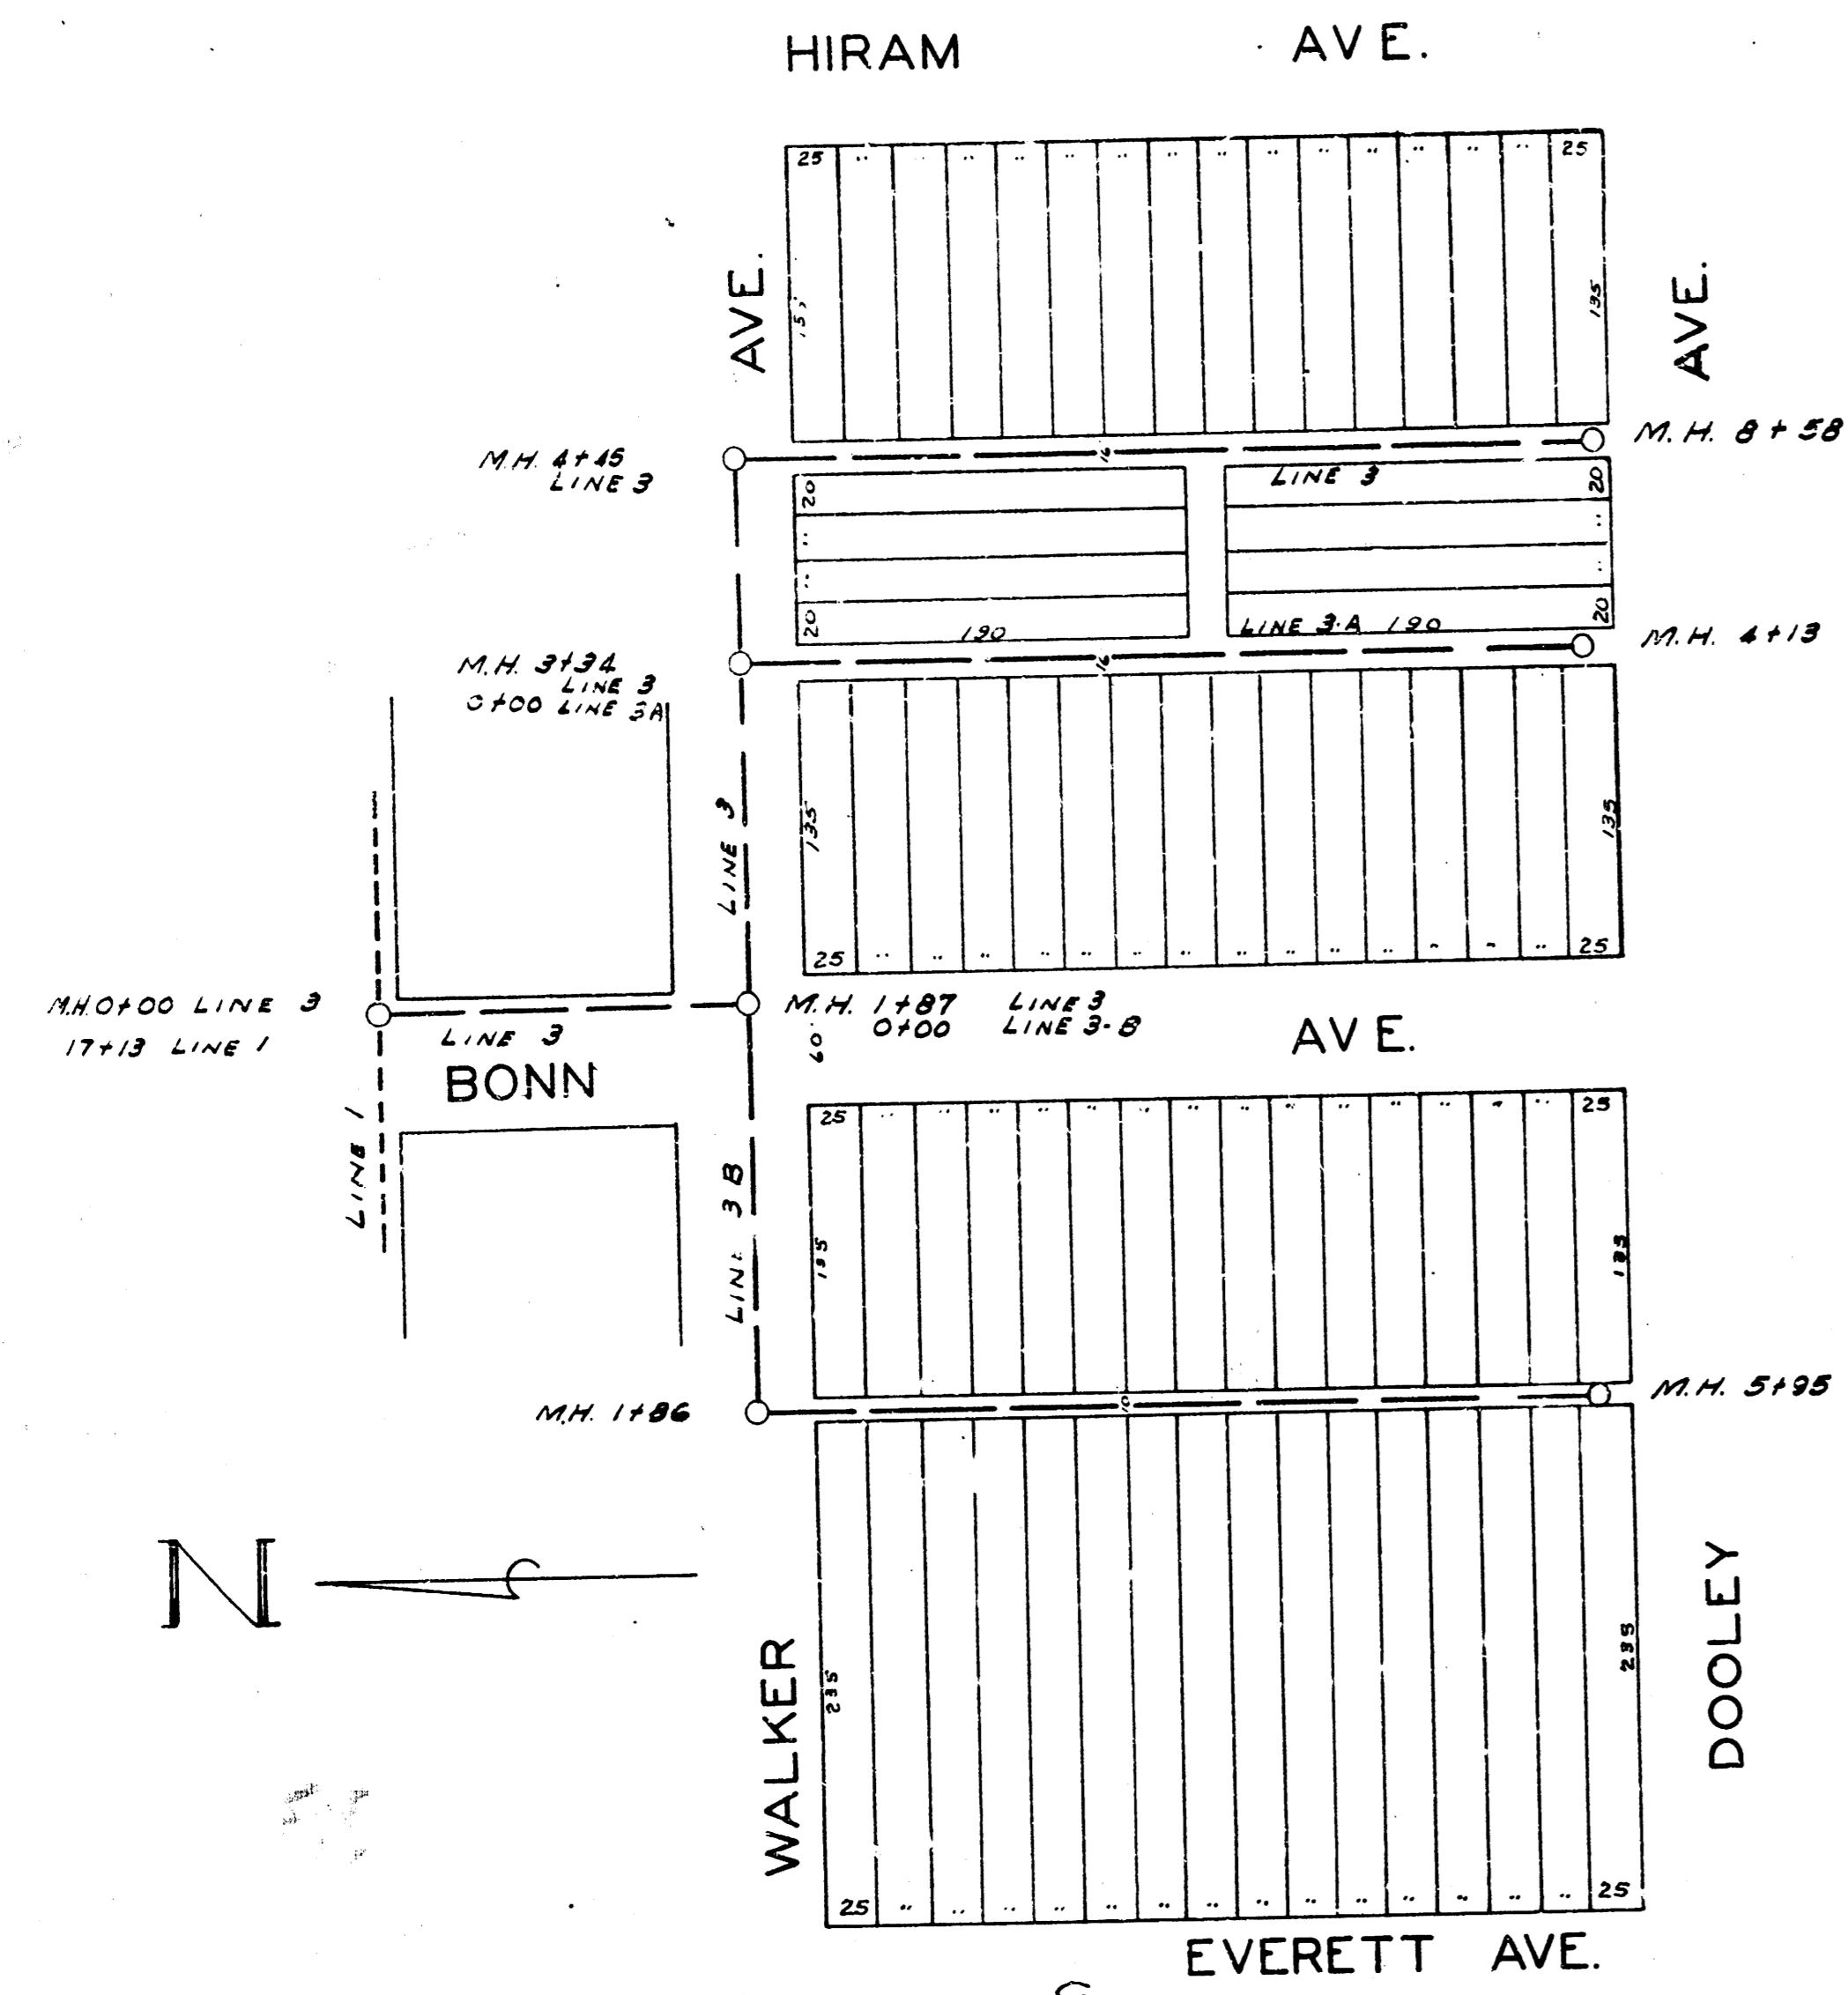 HIRAM AVE.
25 .. .. .. .. .. .. .. .. .. .. .. .. .. .. 25
AVE.
AVE.
135
M.H. 8+58
M.H. 4+45
LINE 3
16
LINE 3
20
20
..
..
..
..
20
20
190
LINE 3-A 190
M.H. 4+13
16
M.H. 3+34
LINE 3
0+00 LINE 3A
LINE 3
135
135
25 .. .. .. .. .. .. .. .. .. .. .. .. .. .. 25
M.H. 0+00 LINE 3
17+13 LINE 1
LINE 3
M.H. 1+87 LINE 3
0+00 LINE 3-B
60'
BONN AVE.
LINE 1
25 .. .. .. .. .. .. .. .. .. .. .. .. .. .. 25
LINE 3B
135
135
M.H. 1+86
10
M.H. 5+95
N
WALKER
DOOLEY
235
235
25 .. .. .. .. .. .. .. .. .. .. .. .. .. .. 25
EVERETT AVE.